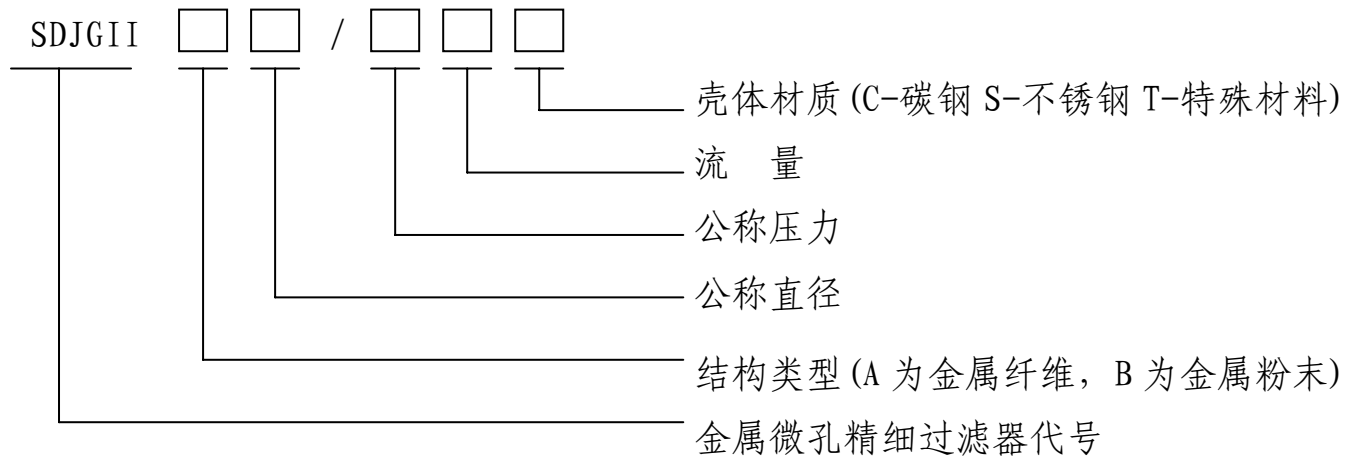 SDJGII □ □ / □ □ □
壳体材质(C-碳钢 S-不锈钢 T-特殊材料)
流 量
公称压力
公称直径
结构类型(A 为金属纤维, B 为金属粉末)
金属微孔精细过滤器代号